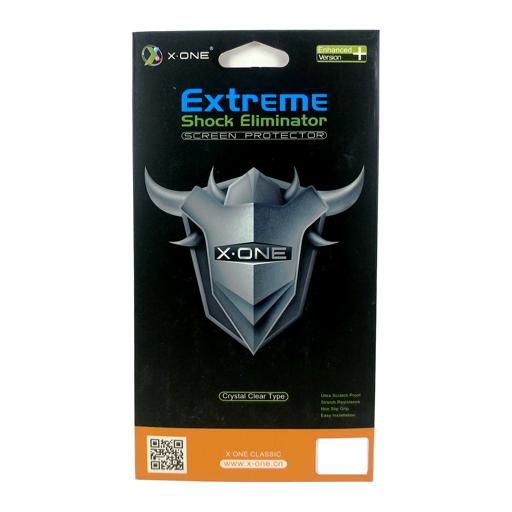 X·ONE®
Enhanced
Version +
Extreme
Shock Eliminator
SCREEN PROTECTOR
X·ONE
Crystal Clear Type
Ultra Scratch Proof
Stretch Resistance
Non Slip Grip
Easy Installation
X·ONE CLASSIC
www.x-one.cn